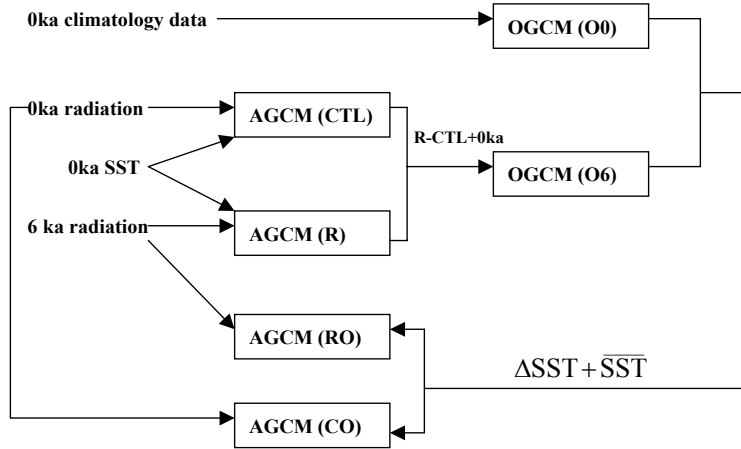 0ka climatology data
OGCM (O0)
0ka radiation
AGCM (CTL)
R-CTL+0ka
0ka SST
OGCM (O6)
6 ka radiation
AGCM (R)
AGCM (RO)
ΔSST + S̅S̅T̅
AGCM (CO)